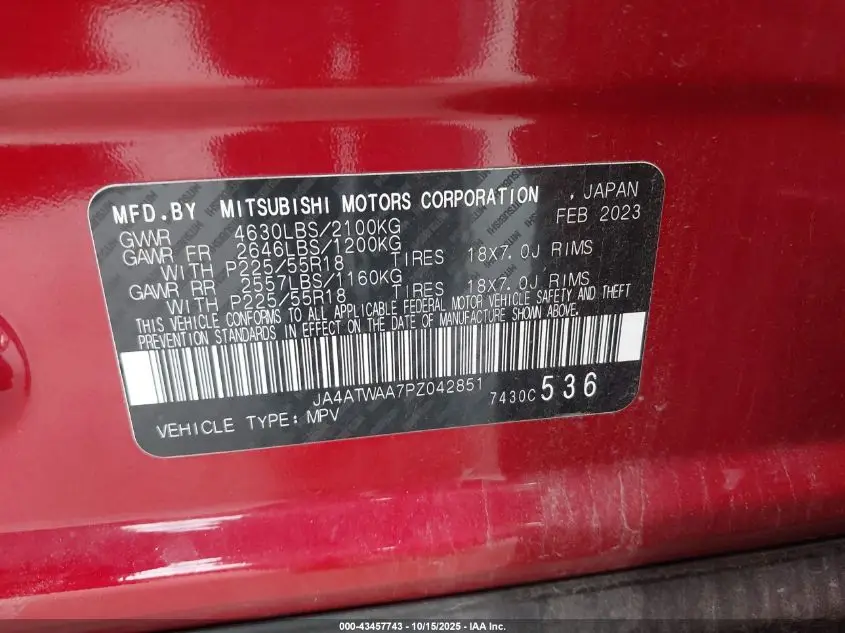 MFD.BY MITSUBISHI MOTORS CORPORATION , JAPAN
FEB 2023
GVWR 4630LBS/2100KG
GAWR FR 2646LBS/1200KG
WITH P225/55R18 TIRES 18X7.0J RIMS
GAWR RR 2557LBS/1160KG
WITH P225/55R18 TIRES 18X7.0J RIMS
THIS VEHICLE CONFORMS TO ALL APPLICABLE FEDERAL MOTOR VEHICLE SAFETY AND THEFT
PREVENTION STANDARDS IN EFFECT ON THE DATE OF MANUFACTURE SHOWN ABOVE.
JA4ATWAA7PZ042851
7430C 536
VEHICLE TYPE: MPV
000-43457743 - 10/15/2025 - IAA Inc.